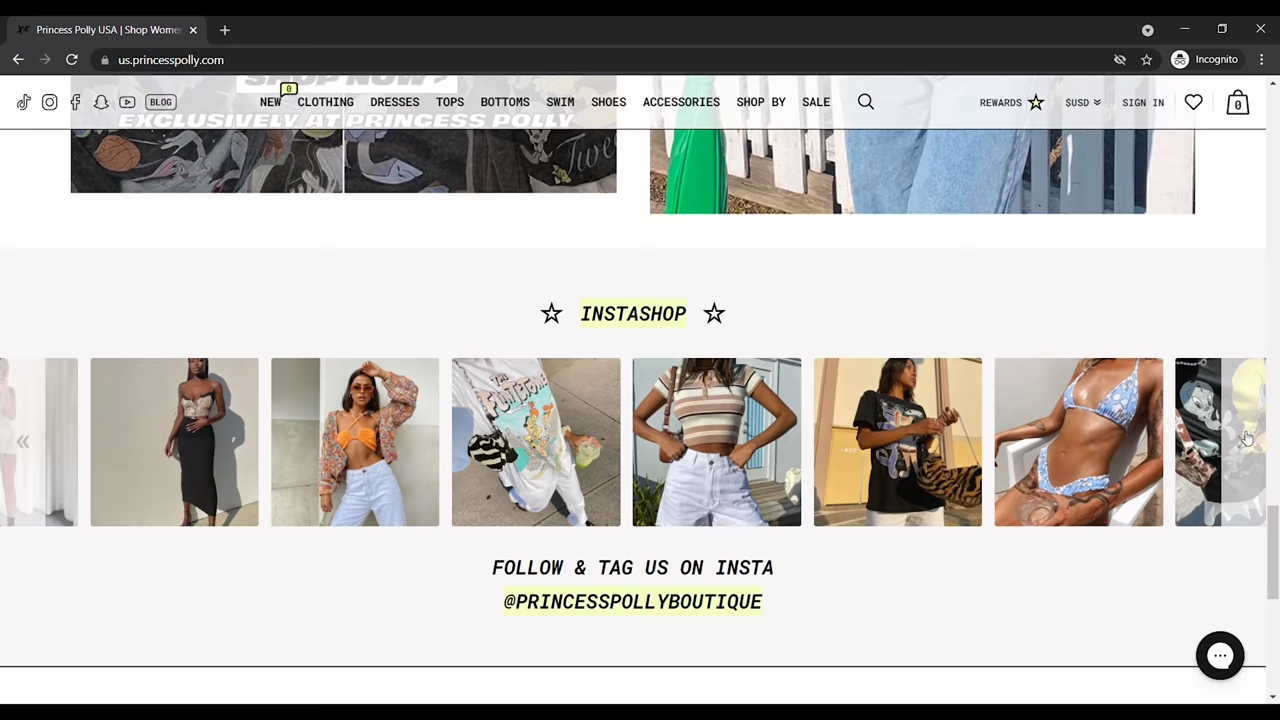 Princess Polly USA | Shop Wome
us.princesspolly.com
Incognito
SHOP NOW >
BLOG
NEW
0
CLOTHING
DRESSES
TOPS
BOTTOMS
SWIM
SHOES
ACCESSORIES
SHOP BY
SALE
REWARDS
$USD
SIGN IN
0
EXCLUSIVELY AT PRINCESS POLLY
INSTASHOP
«
FOLLOW & TAG US ON INSTA
@PRINCESSPOLLYBOUTIQUE